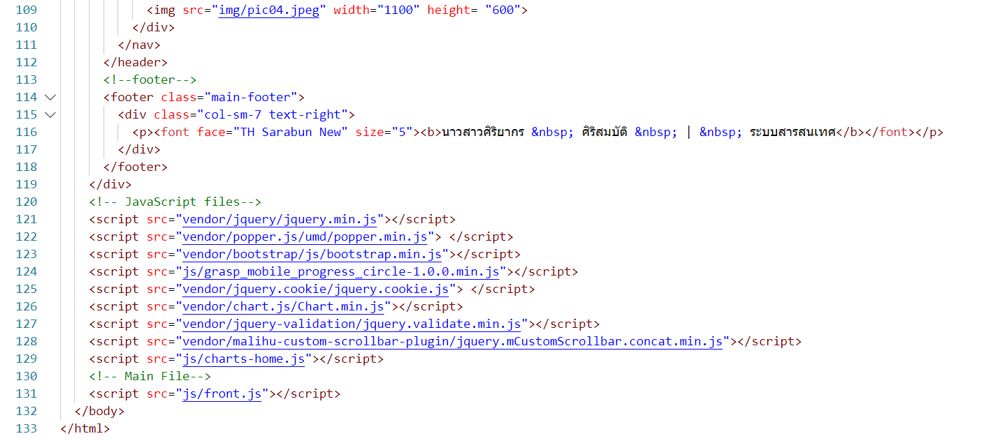 109 <img src="img/pic04.jpeg" width="1100" height= "600">
110 </div>
111 </nav>
112 </header>
113 <!--footer-->
114 <footer class="main-footer">
115 <div class="col-sm-7 text-right">
116 <p><font face="TH Sarabun New" size="5"><b>นาวสาวศิริยากร &nbsp; ศิริสมบัติ &nbsp; | &nbsp; ระบบสารสนเทศ</b></font></p>
117 </div>
118 </footer>
119 </div>
120 <!-- JavaScript files-->
121 <script src="vendor/jquery/jquery.min.js"></script>
122 <script src="vendor/popper.js/umd/popper.min.js"> </script>
123 <script src="vendor/bootstrap/js/bootstrap.min.js"></script>
124 <script src="js/grasp_mobile_progress_circle-1.0.0.min.js"></script>
125 <script src="vendor/jquery.cookie/jquery.cookie.js"> </script>
126 <script src="vendor/chart.js/Chart.min.js"></script>
127 <script src="vendor/jquery-validation/jquery.validate.min.js"></script>
128 <script src="vendor/malihu-custom-scrollbar-plugin/jquery.mCustomScrollbar.concat.min.js"></script>
129 <script src="js/charts-home.js"></script>
130 <!-- Main File-->
131 <script src="js/front.js"></script>
132 </body>
133 </html>